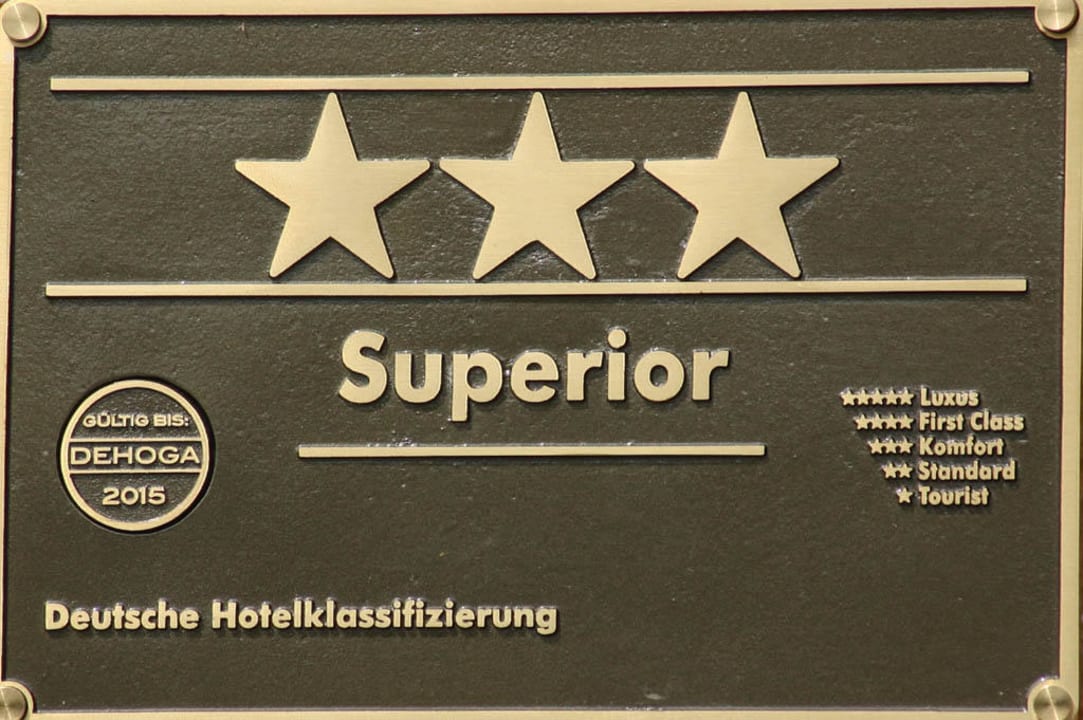 Superior
GÜLTIG BIS:
DEHOGA
2015
★★★★★ Luxus
★★★★ First Class
★★★ Komfort
★★ Standard
★ Tourist
Deutsche Hotelklassifizierung